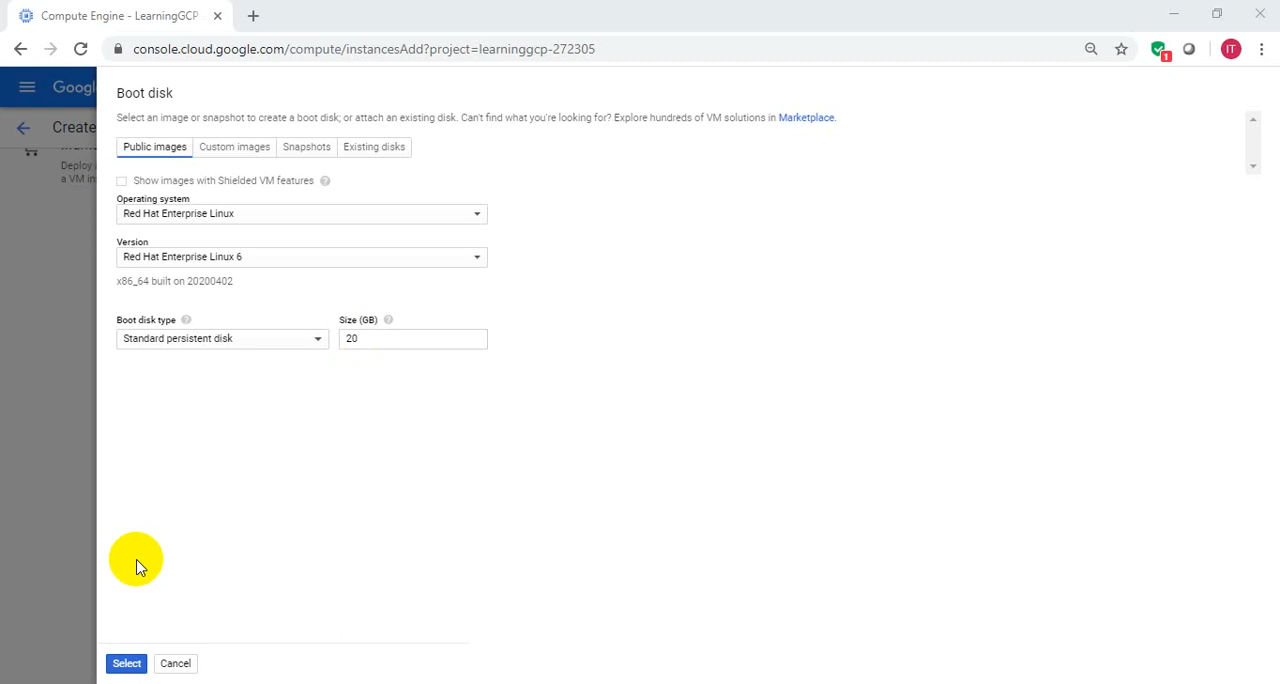 Compute Engine - LearningGCP
console.cloud.google.com/compute/instancesAdd?project=learninggcp-272305
1
IT
Googl
Create
Deploy
a VM in
Boot disk
Select an image or snapshot to create a boot disk; or attach an existing disk. Can't find what you're looking for? Explore hundreds of VM solutions in Marketplace.
Public images Custom images Snapshots Existing disks
Show images with Shielded VM features ?
Operating system
Red Hat Enterprise Linux
Version
Red Hat Enterprise Linux 6
x86_64 built on 20200402
Boot disk type ? Size (GB) ?
Standard persistent disk 20
Select Cancel